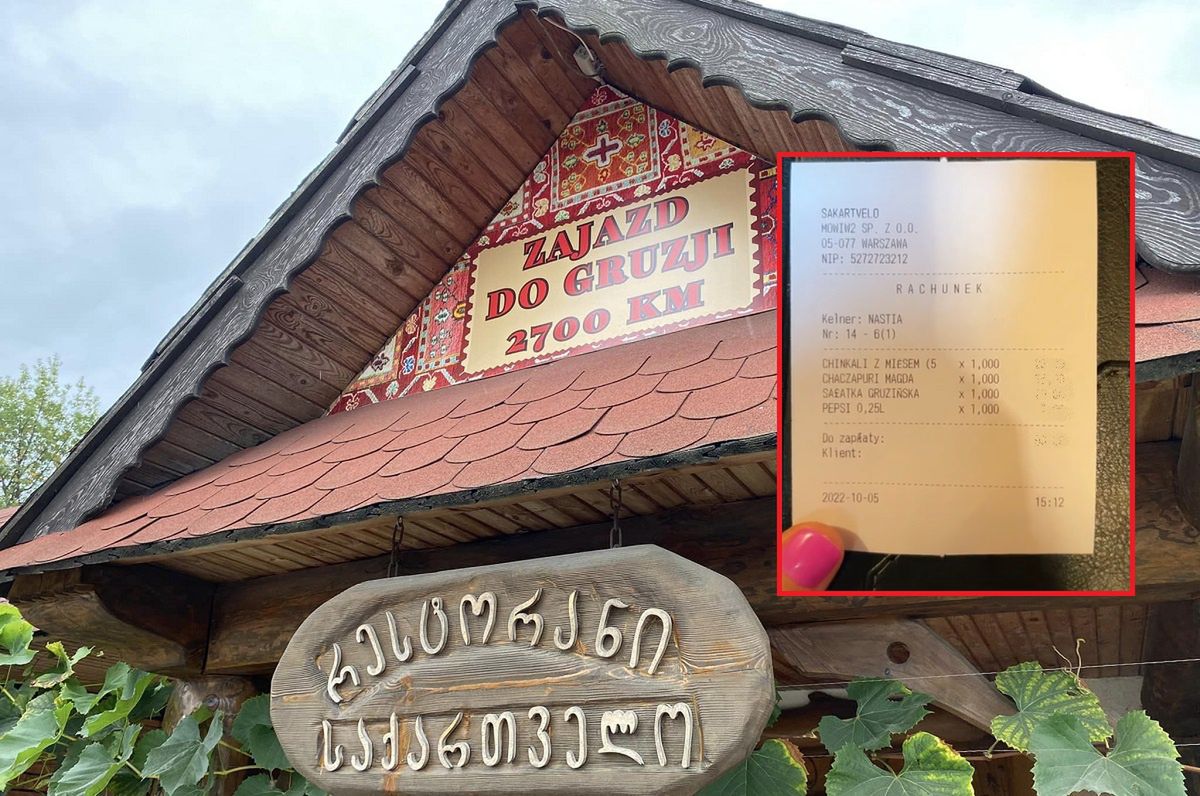 ZAJAZD
DO GRUZJI
2700 KM
რესტორანი
საქართველო
SAKARTVELO
MOWIW2 SP. Z O.O.
05-077 WARSZAWA
NIP: 5272723212
RACHUNEK
Kelner: NASTIA
Nr: 14 - 6(1)
CHINKALI Z MIęSEM (5 x 1,000
CHACZAPURI MAGDA x 1,000
SAłATKA GRUZIńSKA x 1,000
PEPSI 0,25L x 1,000
Do zapłaty:
Klient:
2022-10-05 15:12